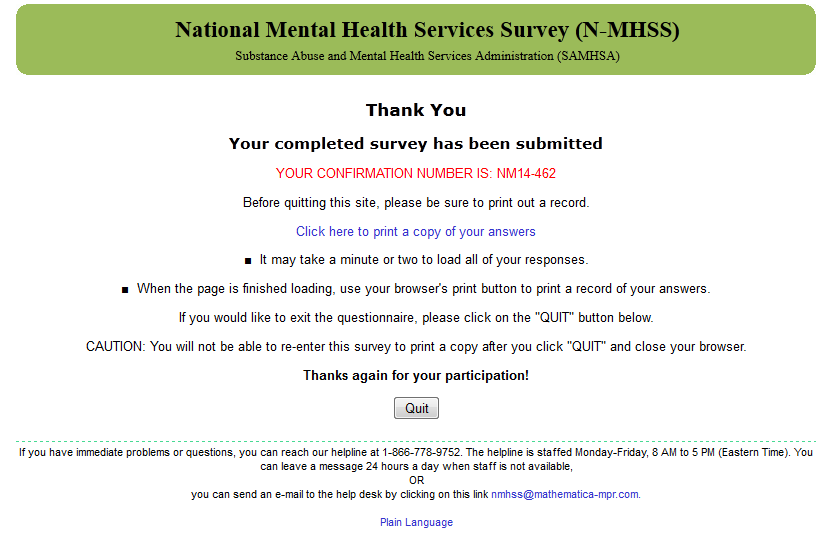 National Mental Health Services Survey (N-MHSS)
Substance Abuse and Mental Health Services Administration (SAMHSA)
Thank You
Your completed survey has been submitted
YOUR CONFIRMATION NUMBER IS: NM14-462
Before quitting this site, please be sure to print out a record.
Click here to print a copy of your answers
■ It may take a minute or two to load all of your responses.
■ When the page is finished loading, use your browser's print button to print a record of your answers.
If you would like to exit the questionnaire, please click on the "QUIT" button below.
CAUTION: You will not be able to re-enter this survey to print a copy after you click "QUIT" and close your browser.
Thanks again for your participation!
Quit
If you have immediate problems or questions, you can reach our helpline at 1-866-778-9752. The helpline is staffed Monday-Friday, 8 AM to 5 PM (Eastern Time). You
can leave a message 24 hours a day when staff is not available,
OR
you can send an e-mail to the help desk by clicking on this link nmhss@mathematica-mpr.com.
Plain Language